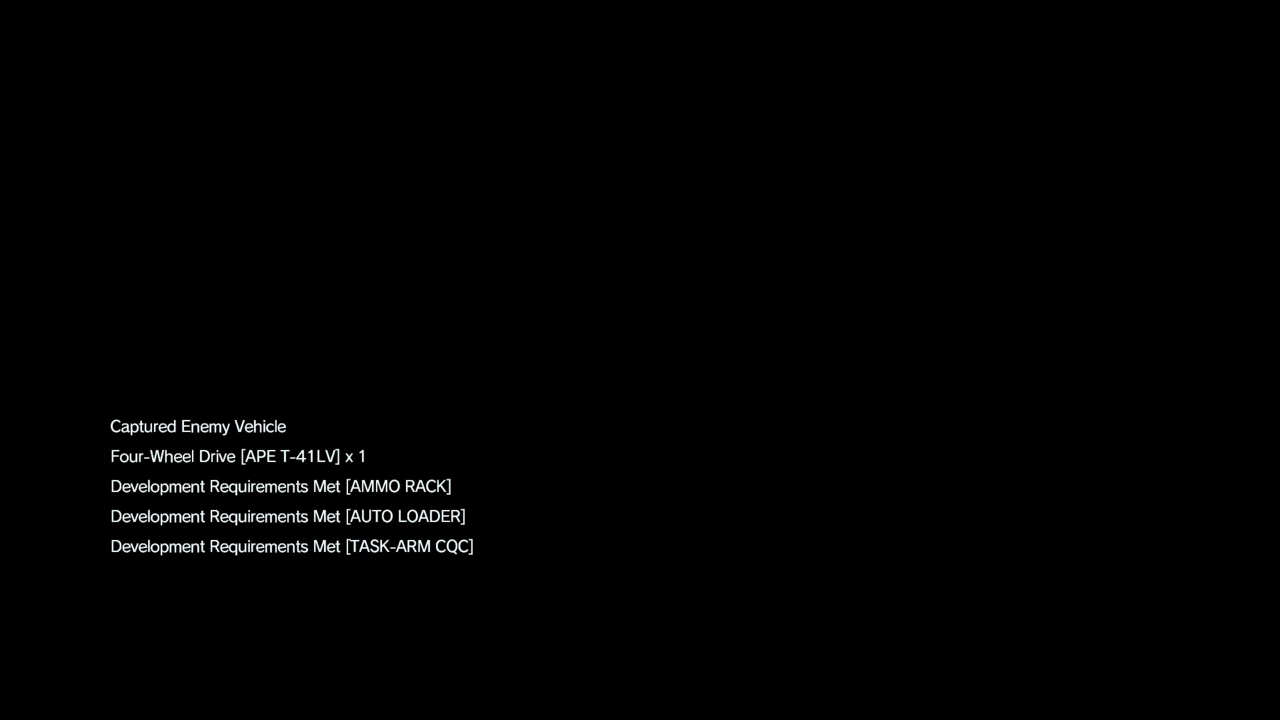 Captured Enemy Vehicle
Four-Wheel Drive [APE T-41LV] x 1
Development Requirements Met [AMMO RACK]
Development Requirements Met [AUTO LOADER]
Development Requirements Met [TASK-ARM CQC]